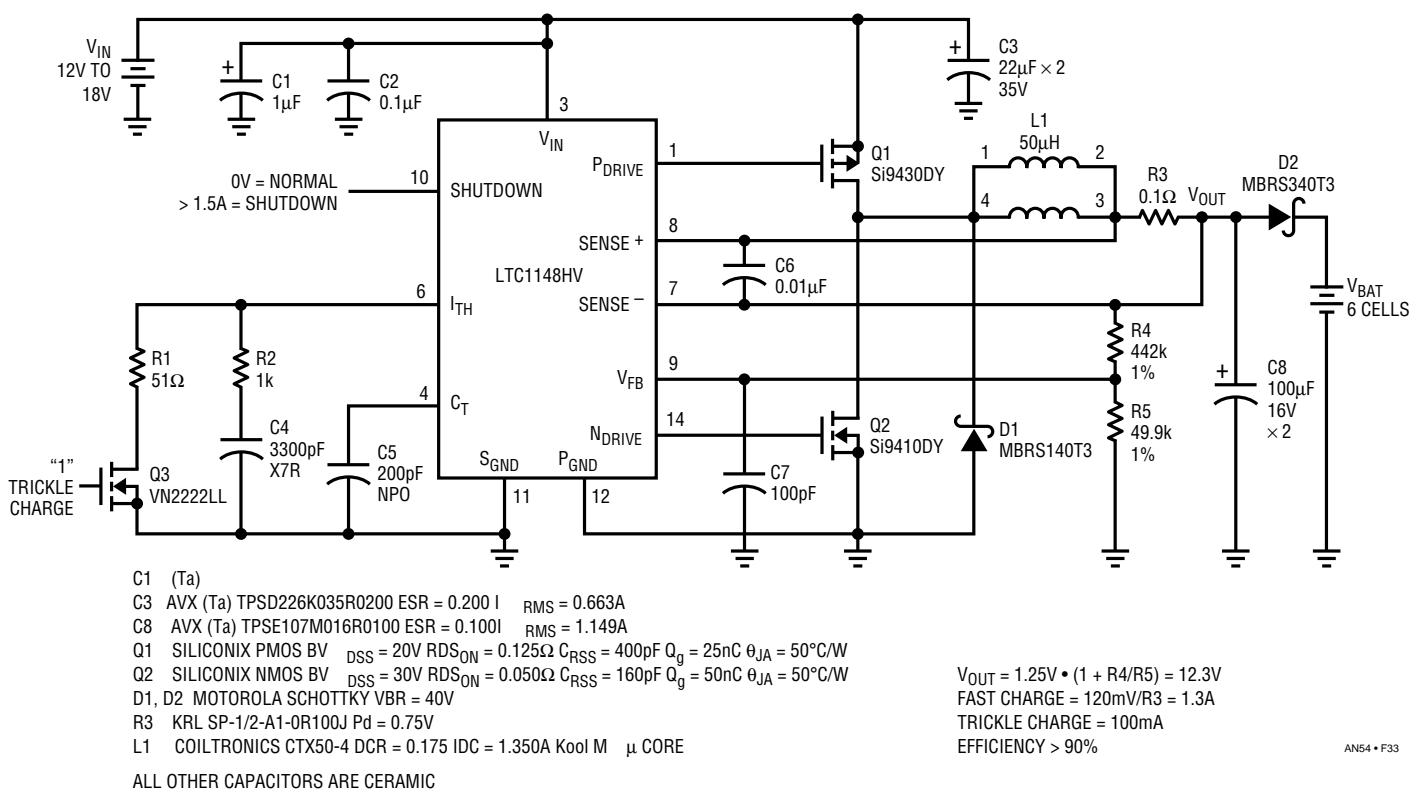 V_IN
12V TO
18V
+
C1
1µF
C2
0.1µF
3
+
C3
22µF × 2
35V
V_IN
P_DRIVE
1
Q1
Si9430DY
L1
50µH
1
2
4
3
R3
0.1Ω
V_OUT
D2
MBRS340T3
0V = NORMAL
> 1.5A = SHUTDOWN
10
SHUTDOWN
SENSE +
8
LTC1148HV
C6
0.01µF
SENSE –
7
V_BAT
6 CELLS
6
I_TH
R1
51Ω
R2
1k
R4
442k
1%
V_FB
9
+
C8
100µF
16V
× 2
4
C_T
R5
49.9k
1%
N_DRIVE
14
Q2
Si9410DY
D1
MBRS140T3
C4
3300pF
X7R
C5
200pF
NPO
S_GND
P_GND
11
12
C7
100pF
"1"
TRICKLE
CHARGE
Q3
VN2222LL
C1 (Ta)
C3 AVX (Ta) TPSD226K035R0200 ESR = 0.200 I RMS = 0.663A
C8 AVX (Ta) TPSE107M016R0100 ESR = 0.100I RMS = 1.149A
Q1 SILICONIX PMOS BV DSS = 20V RDS_ON = 0.125Ω C_RSS = 400pF Q_g = 25nC θ_JA = 50°C/W
Q2 SILICONIX NMOS BV DSS = 30V RDS_ON = 0.050Ω C_RSS = 160pF Q_g = 50nC θ_JA = 50°C/W
D1, D2 MOTOROLA SCHOTTKY VBR = 40V
R3 KRL SP-1/2-A1-0R100J Pd = 0.75V
L1 COILTRONICS CTX50-4 DCR = 0.175 IDC = 1.350A Kool M µ CORE
ALL OTHER CAPACITORS ARE CERAMIC
V_OUT = 1.25V • (1 + R4/R5) = 12.3V
FAST CHARGE = 120mV/R3 = 1.3A
TRICKLE CHARGE = 100mA
EFFICIENCY > 90%
AN54 • F33